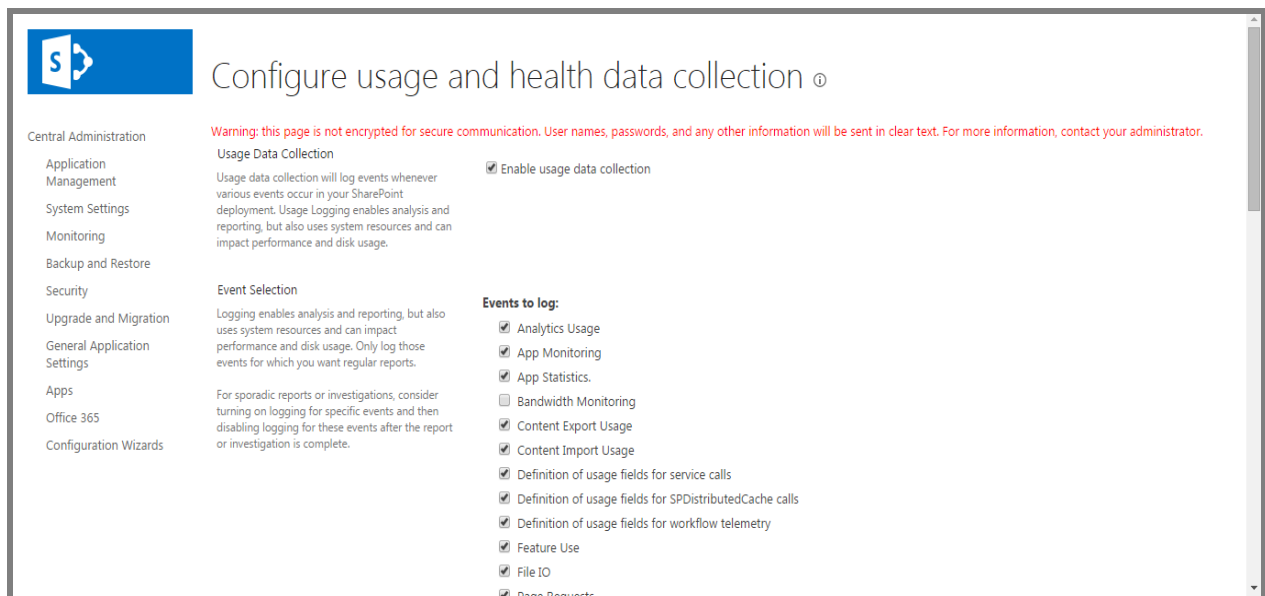 S
Configure usage and health data collection
Central Administration
Application
Management
System Settings
Monitoring
Backup and Restore
Security
Upgrade and Migration
General Application
Settings
Apps
Office 365
Configuration Wizards
Warning: this page is not encrypted for secure communication. User names, passwords, and any other information will be sent in clear text. For more information, contact your administrator.
Usage Data Collection
Usage data collection will log events whenever
various events occur in your SharePoint
deployment. Usage Logging enables analysis and
reporting, but also uses system resources and can
impact performance and disk usage.
Enable usage data collection
Event Selection
Logging enables analysis and reporting, but also
uses system resources and can impact
performance and disk usage. Only log those
events for which you want regular reports.
For sporadic reports or investigations, consider
turning on logging for specific events and then
disabling logging for these events after the report
or investigation is complete.
Events to log:
Analytics Usage
App Monitoring
App Statistics.
Bandwidth Monitoring
Content Export Usage
Content Import Usage
Definition of usage fields for service calls
Definition of usage fields for SPDistributedCache calls
Definition of usage fields for workflow telemetry
Feature Use
File IO
Page Requests